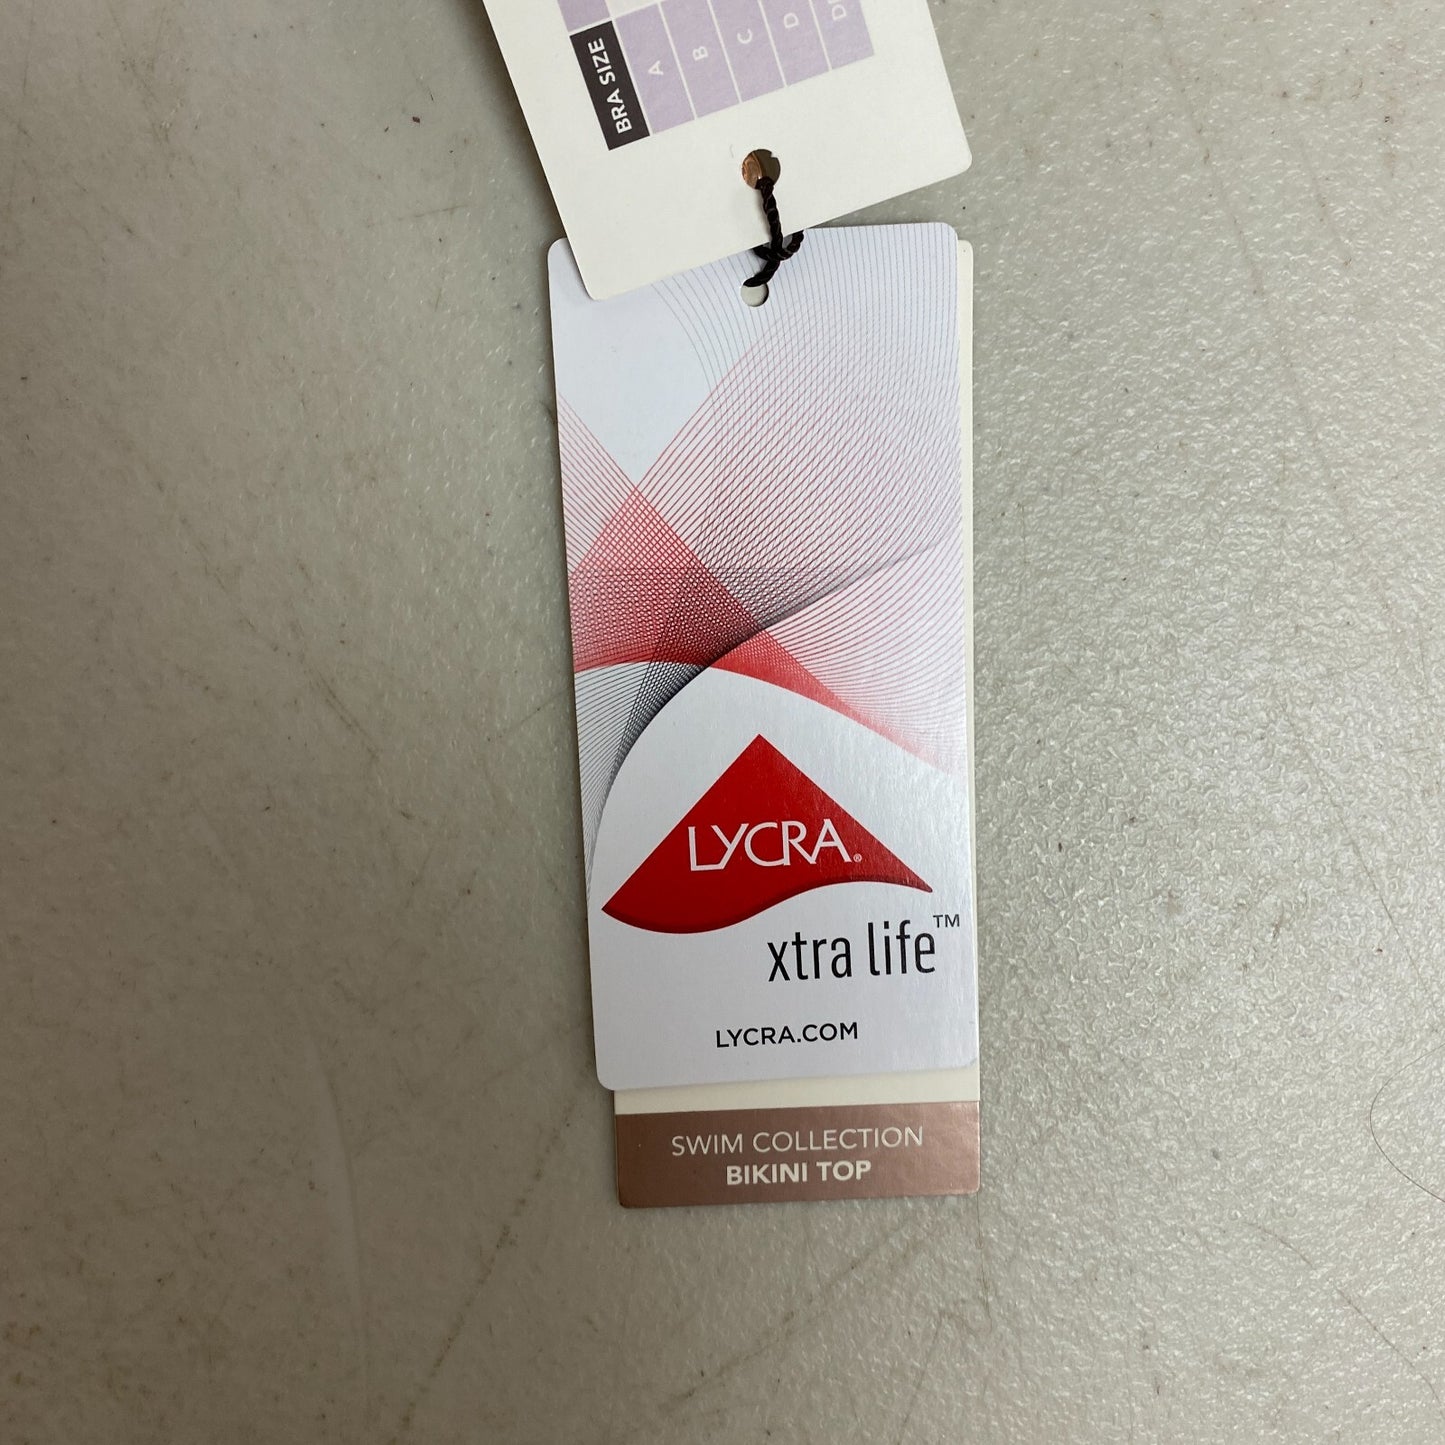 BRA SIZE
A
B
C
D
LYCRA®
xtra life™
LYCRA.COM
SWIM COLLECTION
BIKINI TOP